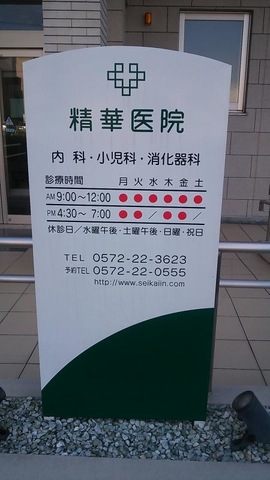 精華医院
内科・小児科・消化器科
診療時間 月火水木金土
AM 9:00～12:00 ●●●●●●
PM 4:30～ 7:00 ●●／●●／
休診日／水曜午後・土曜午後・日曜・祝日
TEL 0572-22-3623
予約TEL 0572-22-0555
http://www.seikaiin.com